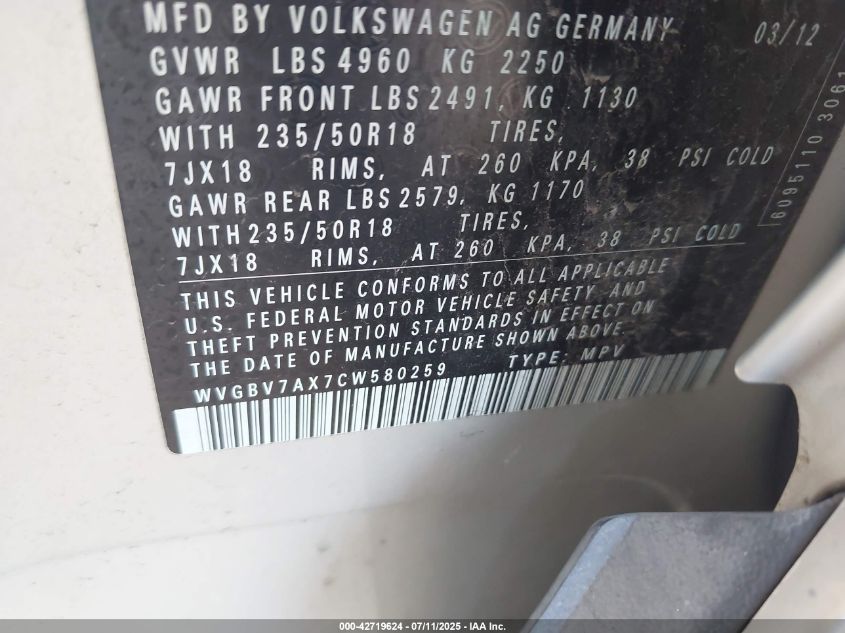 MFD BY VOLKSWAGEN AG GERMANY 03/12
GVWR LBS 4960 KG 2250
GAWR FRONT LBS 2491, KG 1130
WITH 235/50R18 TIRES,
7JX18 RIMS, AT 260 KPA, 38 PSI COLD
GAWR REAR LBS 2579, KG 1170
WITH 235/50R18 TIRES,
7JX18 RIMS, AT 260 KPA, 38 PSI COLD
THIS VEHICLE CONFORMS TO ALL APPLICABLE
U.S. FEDERAL MOTOR VEHICLE SAFETY AND
THEFT PREVENTION STANDARDS IN EFFECT ON
THE DATE OF MANUFACTURE SHOWN ABOVE.
WVGBV7AX7CW580259 TYPE: MPV
6095110 3061
000-42719624 - 07/11/2025 - IAA Inc.